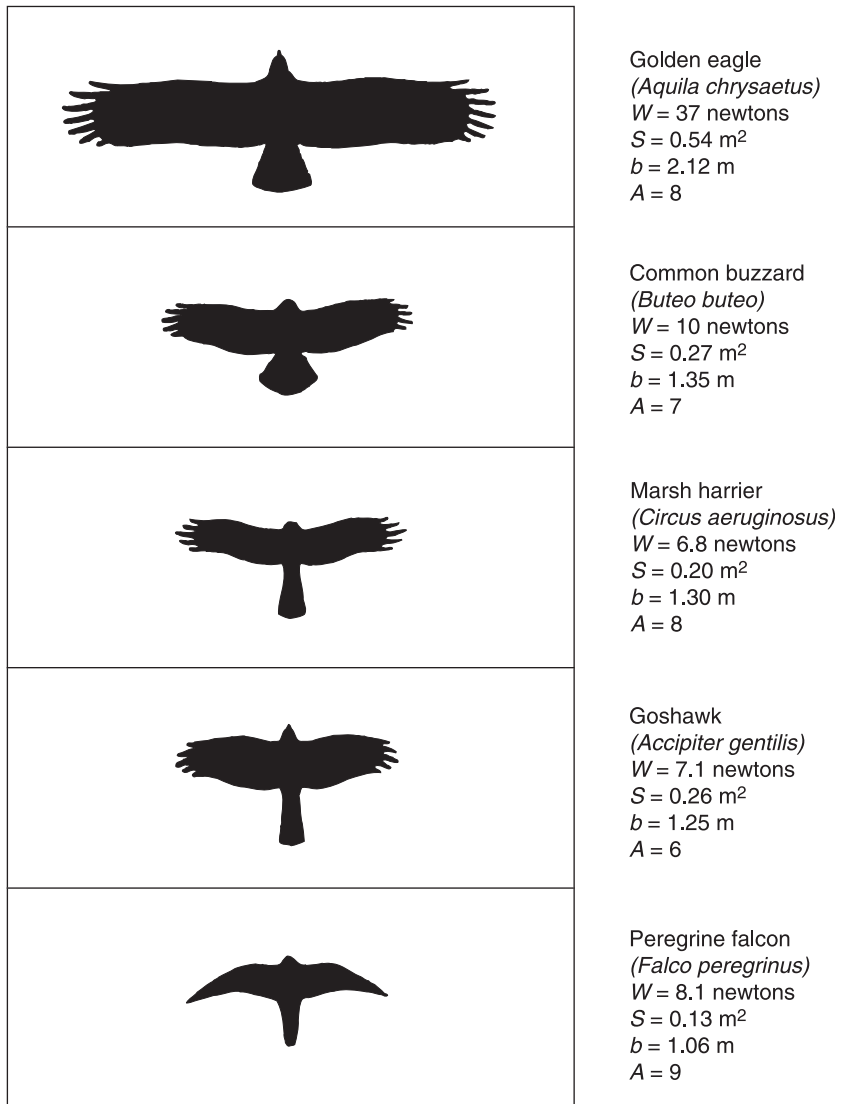 Golden eagle
(Aquila chrysaetus)
W = 37 newtons
S = 0.54 m²
b = 2.12 m
A = 8
Common buzzard
(Buteo buteo)
W = 10 newtons
S = 0.27 m²
b = 1.35 m
A = 7
Marsh harrier
(Circus aeruginosus)
W = 6.8 newtons
S = 0.20 m²
b = 1.30 m
A = 8
Goshawk
(Accipiter gentilis)
W = 7.1 newtons
S = 0.26 m²
b = 1.25 m
A = 6
Peregrine falcon
(Falco peregrinus)
W = 8.1 newtons
S = 0.13 m²
b = 1.06 m
A = 9